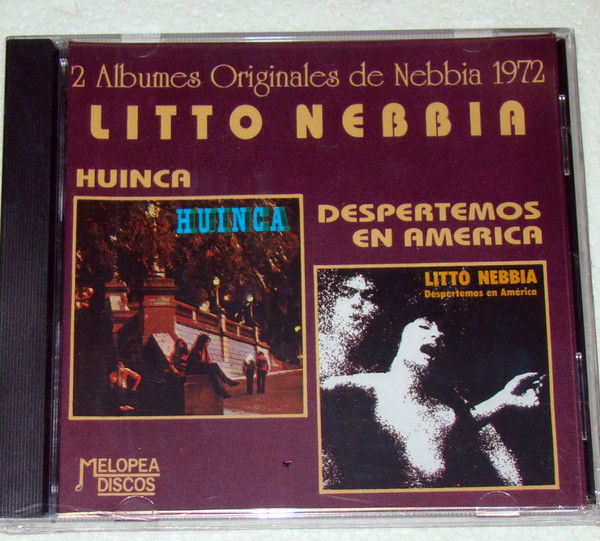 2 Albumes Originales de Nebbia 1972
LITTO NEBBIA
HUINCA
HUINCA
DESPERTEMOS
EN AMERICA
LITTO NEBBIA
Despertemos en América
MELOPEA
DISCOS